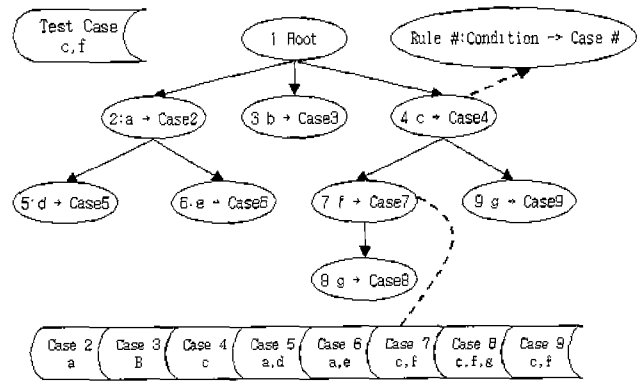 Test Case
c,f
1 Root
Rule #:Condition -> Case #
2:a → Case2
3 b → Case3
4 c → Case4
5:d → Case5
6:e → Case6
7 f → Case7
9 g → Case9
8 g → Case8
Case 2
a
Case 3
B
Case 4
c
Case 5
a,d
Case 6
a,e
Case 7
c,f
Case 8
c,f,g
Case 9
c,f